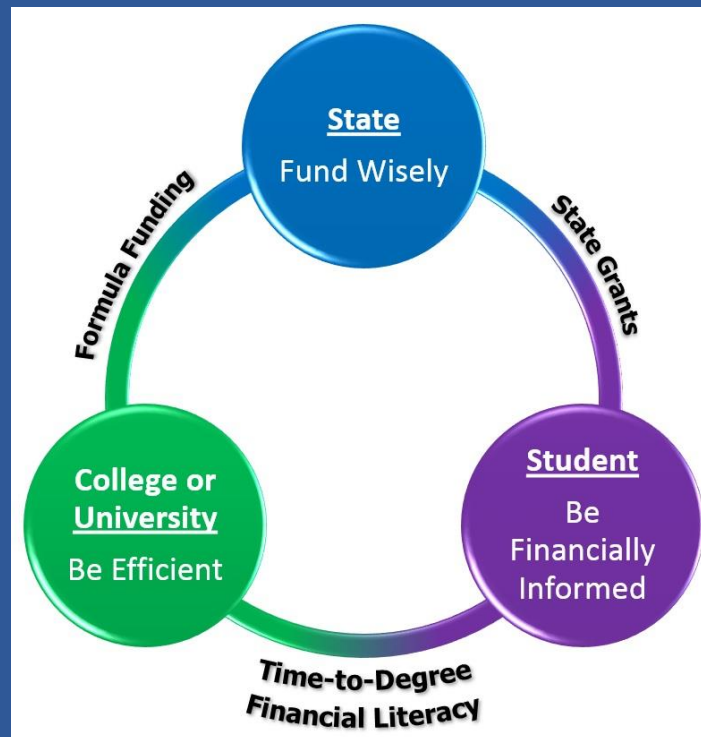 State
Fund Wisely
Formula Funding
State Grants
College or
University
Be Efficient
Student
Be
Financially
Informed
Time-to-Degree
Financial Literacy